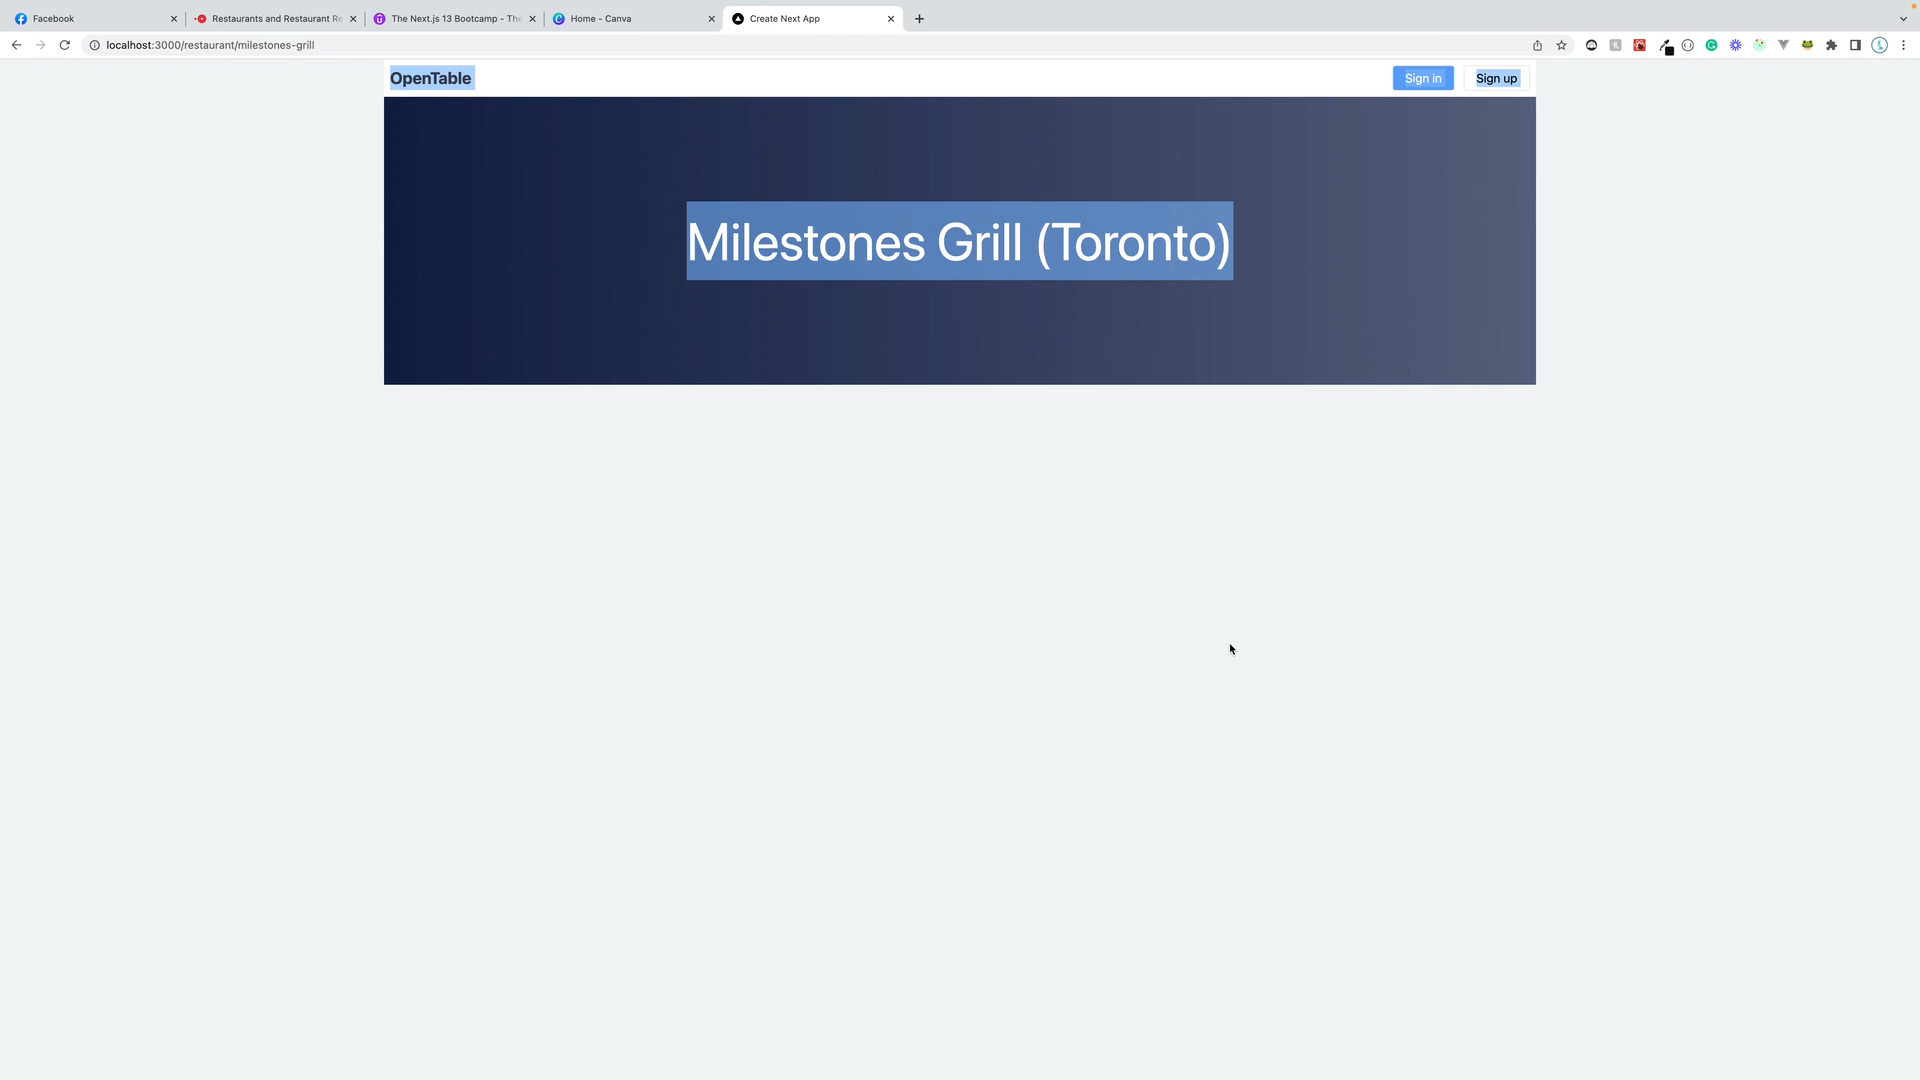 Facebook
Restaurants and Restaurant Re
The Next.js 13 Bootcamp - The
Home - Canva
Create Next App
localhost:3000/restaurant/milestones-grill
OpenTable
Sign in
Sign up
Milestones Grill (Toronto)